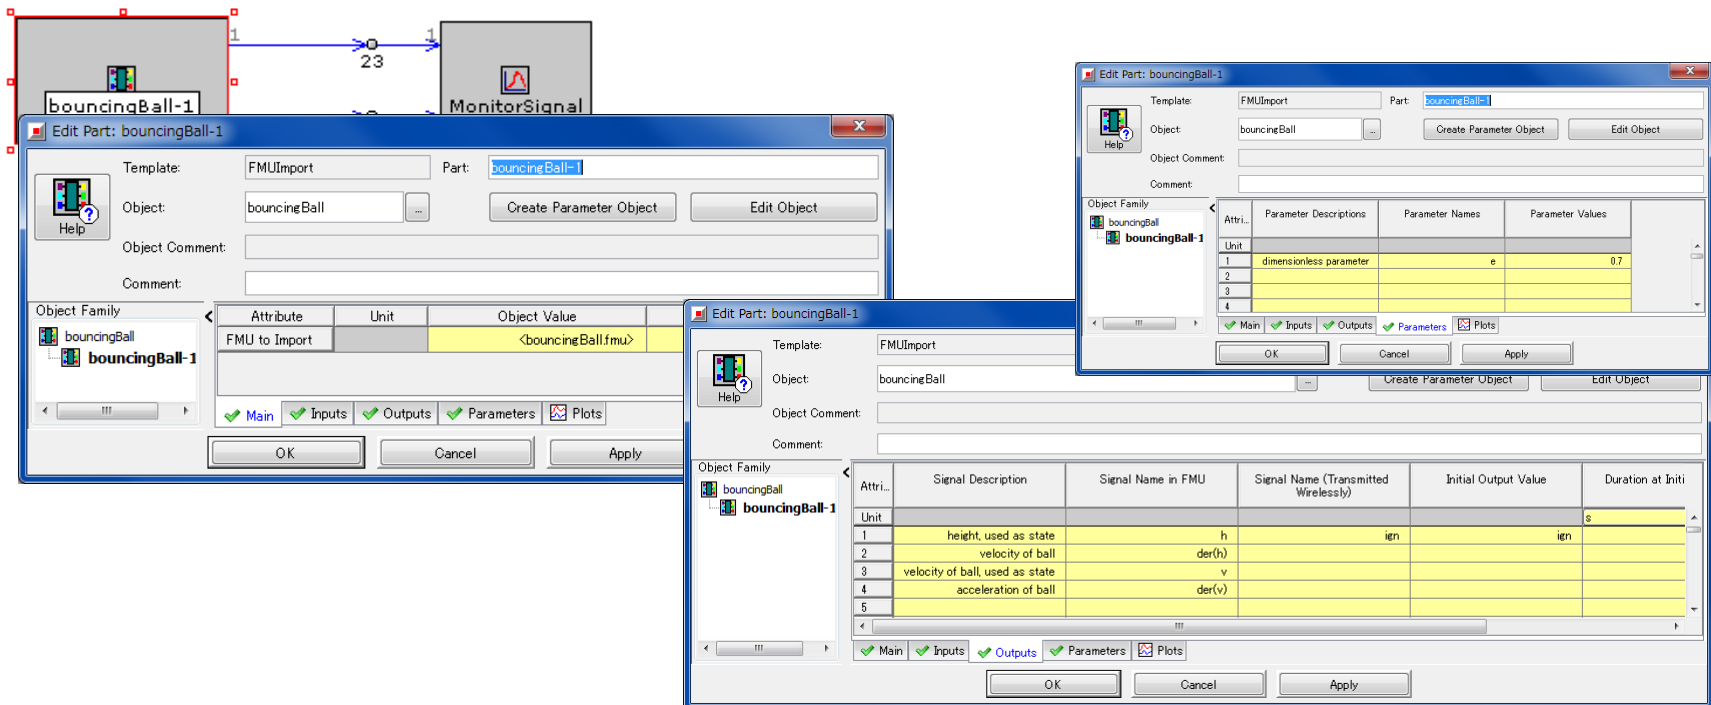 1
1
23
bouncingBall-1
MonitorSignal
Edit Part: bouncingBall-1
Template:
FMUImport
Part:
bouncingBall-1
Help
Object:
bouncingBall
...
Create Parameter Object
Edit Object
Object Comment:
Comment:
Object Family
bouncingBall
bouncingBall-1
Attribute
Unit
Object Value
FMU to Import
<bouncingBall.fmu>
Main
Inputs
Outputs
Parameters
Plots
OK
Cancel
Apply
Edit Part: bouncingBall-1
Template:
FMUImport
Part:
bouncingBall-1
Help
Object:
bouncingBall
...
Create Parameter Object
Edit Object
Object Comment:
Comment:
Object Family
bouncingBall
bouncingBall-1
Attri...
Parameter Descriptions
Parameter Names
Parameter Values
Unit
1
dimensionless parameter
e
0.7
2
3
4
Main
Inputs
Outputs
Parameters
Plots
OK
Cancel
Apply
Edit Part: bouncingBall-1
Template:
FMUImport
Help
Object:
bouncingBall
...
Create Parameter Object
Edit Object
Object Comment:
Comment:
Object Family
bouncingBall
bouncingBall-1
Attri...
Signal Description
Signal Name in FMU
Signal Name (Transmitted
Wirelessly)
Initial Output Value
Duration at Initi
Unit
s
1
height, used as state
h
ign
ign
2
velocity of ball
der(h)
3
velocity of ball, used as state
v
4
acceleration of ball
der(v)
5
Main
Inputs
Outputs
Parameters
Plots
OK
Cancel
Apply